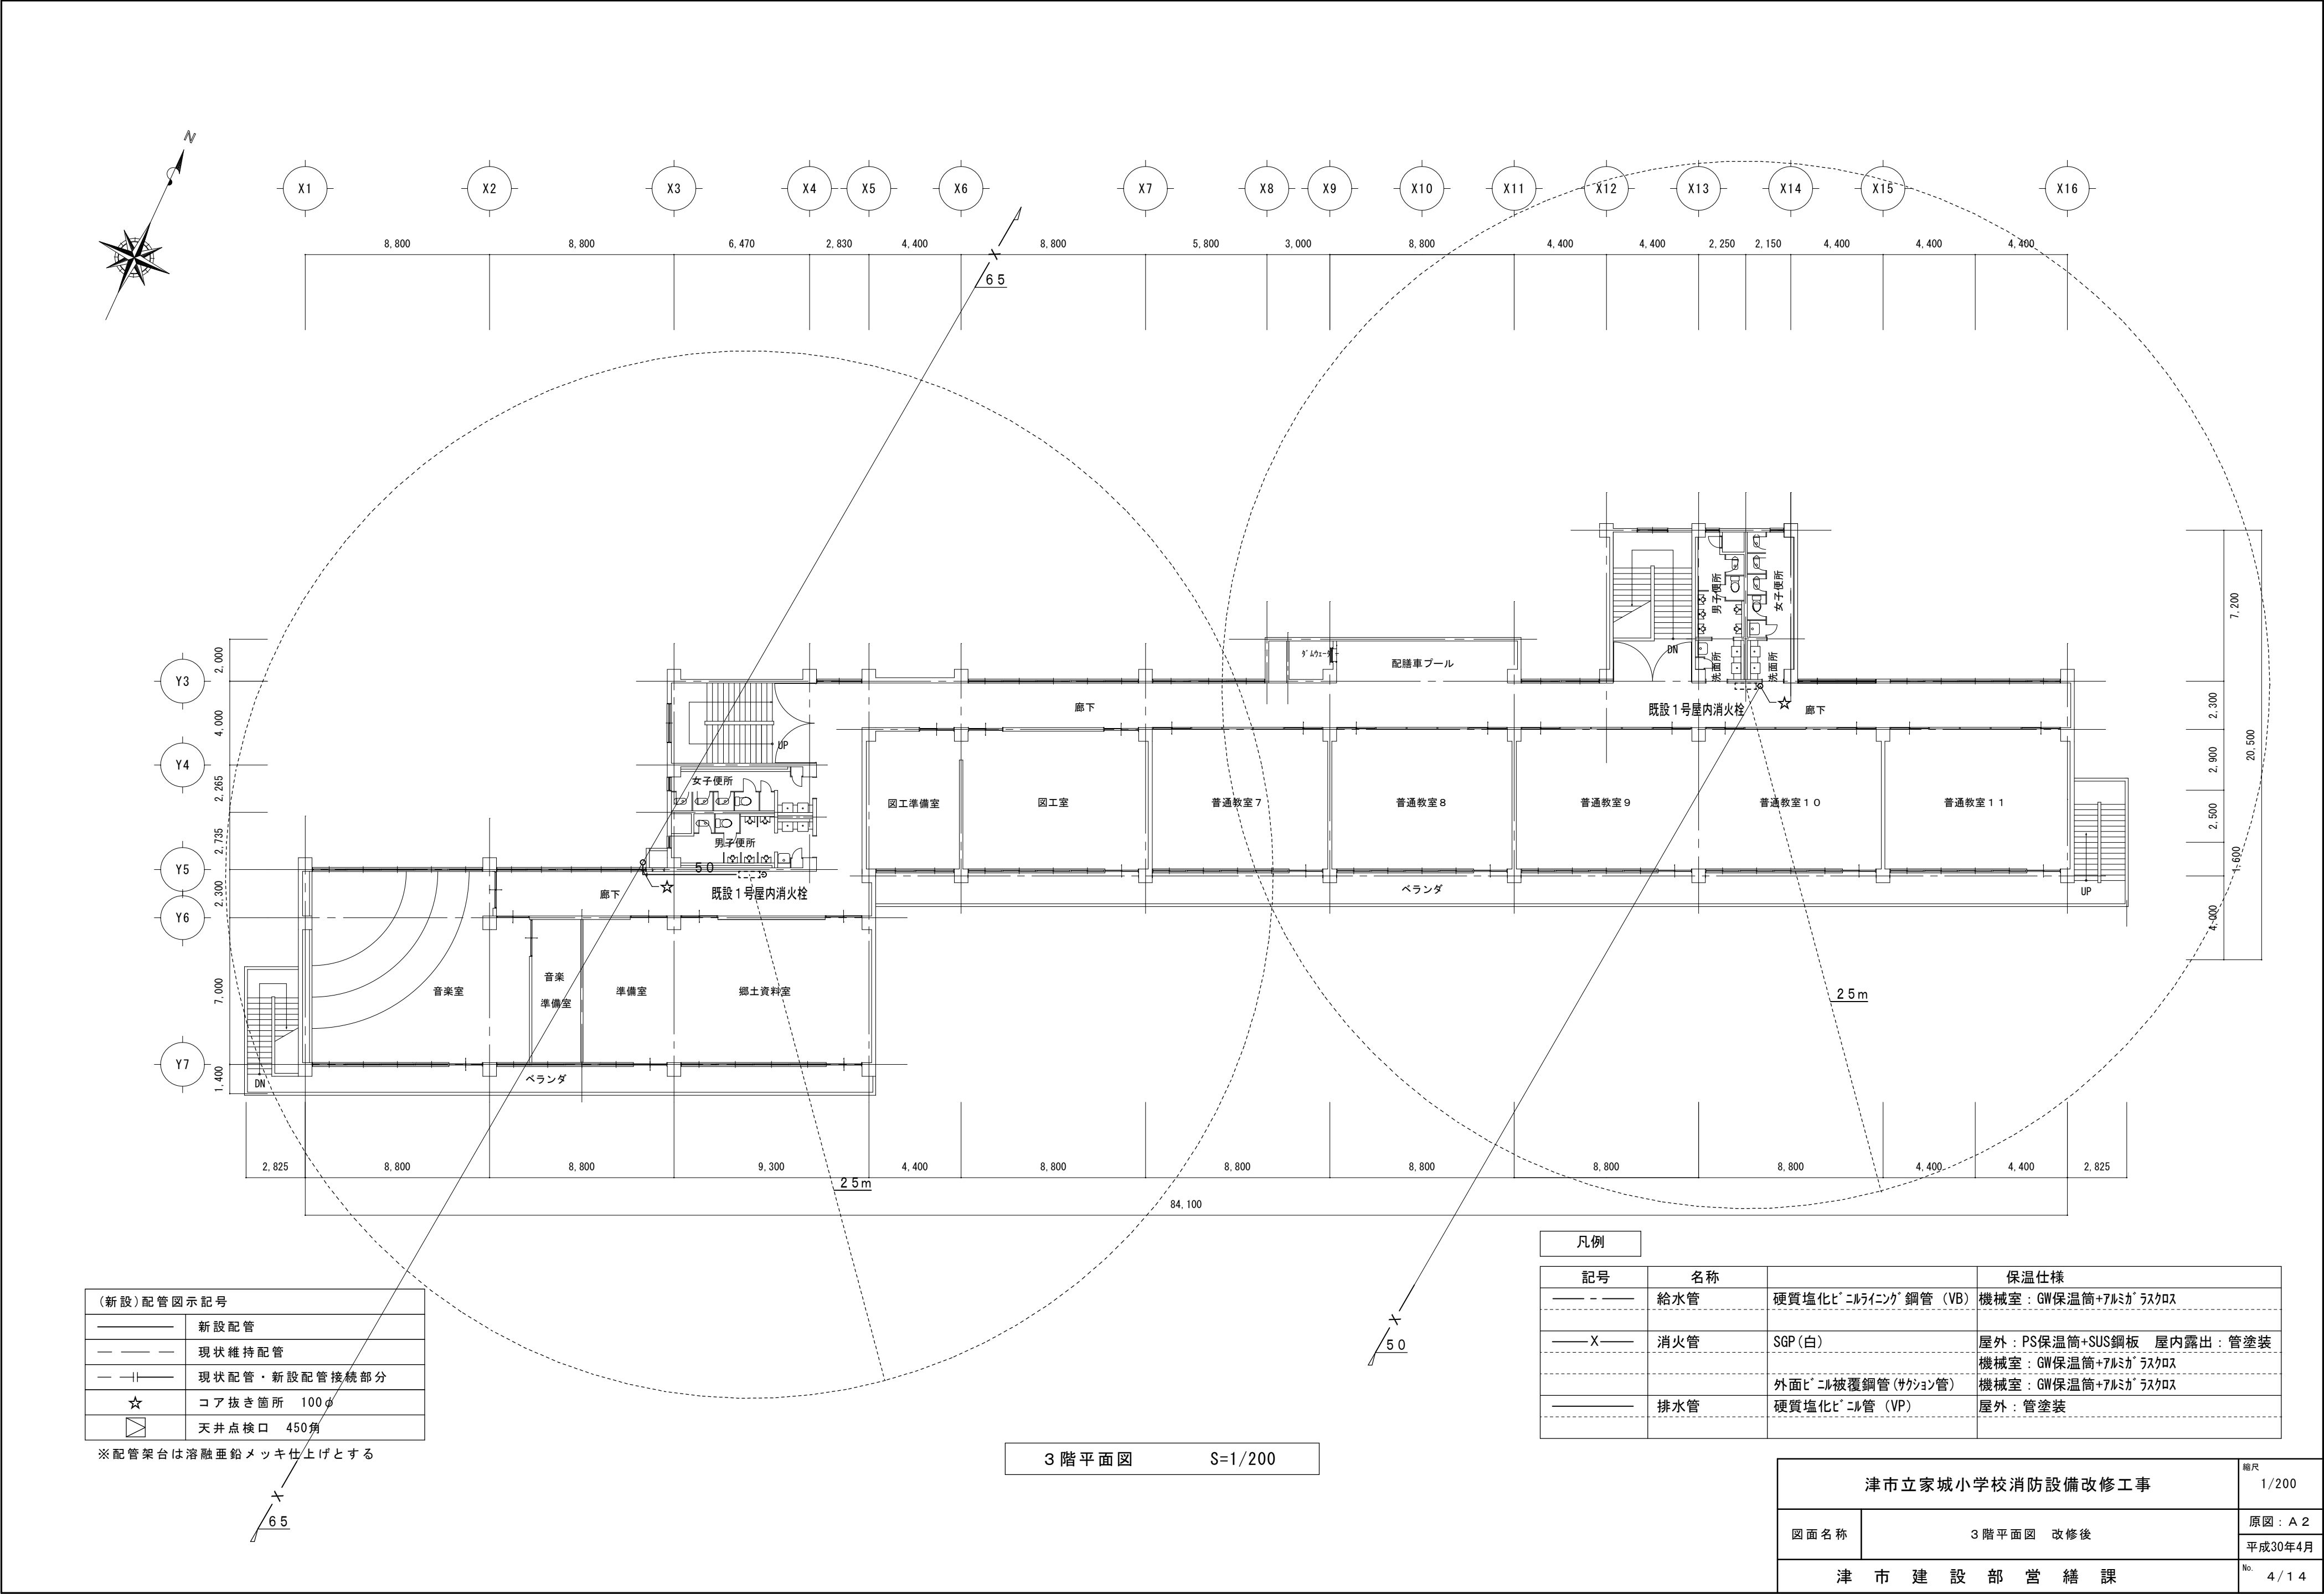 N
X1 X2 X3 X4 X5 X6 X7 X8 X9 X10 X11 X12 X13 X14 X15 X16
8,800 8,800 6,470 2,830 4,400 8,800 5,800 3,000 8,800 4,400 4,400 2,250 2,150 4,400 4,400 4,400
X
65
Y3
Y4
Y5
Y6
Y7
2,000
4,000
2,265
2,735
2,300
7,000
1,400
7,200
2,300
2,900
2,500
1,600
4,000
20,500
男子便所
女子便所
洗面所
洗面所
DN
ﾀﾞﾑｳｪｰﾀ
配膳車プール
廊下
既設1号屋内消火栓
廊下
UP
女子便所
男子便所
図工準備室
図工室
普通教室7
普通教室8
普通教室9
普通教室10
普通教室11
50
既設1号屋内消火栓
廊下
ベランダ
UP
音楽室
音楽
準備室
準備室
郷土資料室
25m
DN
ベランダ
2,825 8,800 8,800 9,300 4,400 8,800 8,800 8,800 8,800 8,800 4,400 4,400 2,825
25m
84,100
X
50
X
65
(新設)配管図示記号
新設配管
現状維持配管
現状配管・新設配管接続部分
☆ コア抜き箇所 100φ
天井点検口 450角
※配管架台は溶融亜鉛メッキ仕上げとする
3階平面図 S=1/200
凡例
記号 名称 保温仕様
給水管 硬質塩化ﾋﾞﾆﾙﾗｲﾆﾝｸﾞ鋼管 (VB) 機械室：GW保温筒+ｱﾙﾐｶﾞﾗｽｸﾛｽ
X 消火管 SGP(白) 屋外：PS保温筒+SUS鋼板 屋内露出：管塗装
機械室：GW保温筒+ｱﾙﾐｶﾞﾗｽｸﾛｽ
外面ﾋﾞﾆﾙ被覆鋼管(ｻｸｼｮﾝ管) 機械室：GW保温筒+ｱﾙﾐｶﾞﾗｽｸﾛｽ
排水管 硬質塩化ﾋﾞﾆﾙ管 (VP) 屋外：管塗装
津市立家城小学校消防設備改修工事
縮尺
1/200
図面名称 3階平面図 改修後
原図：A2
平成30年4月
津市建設部営繕課
No.
4/14